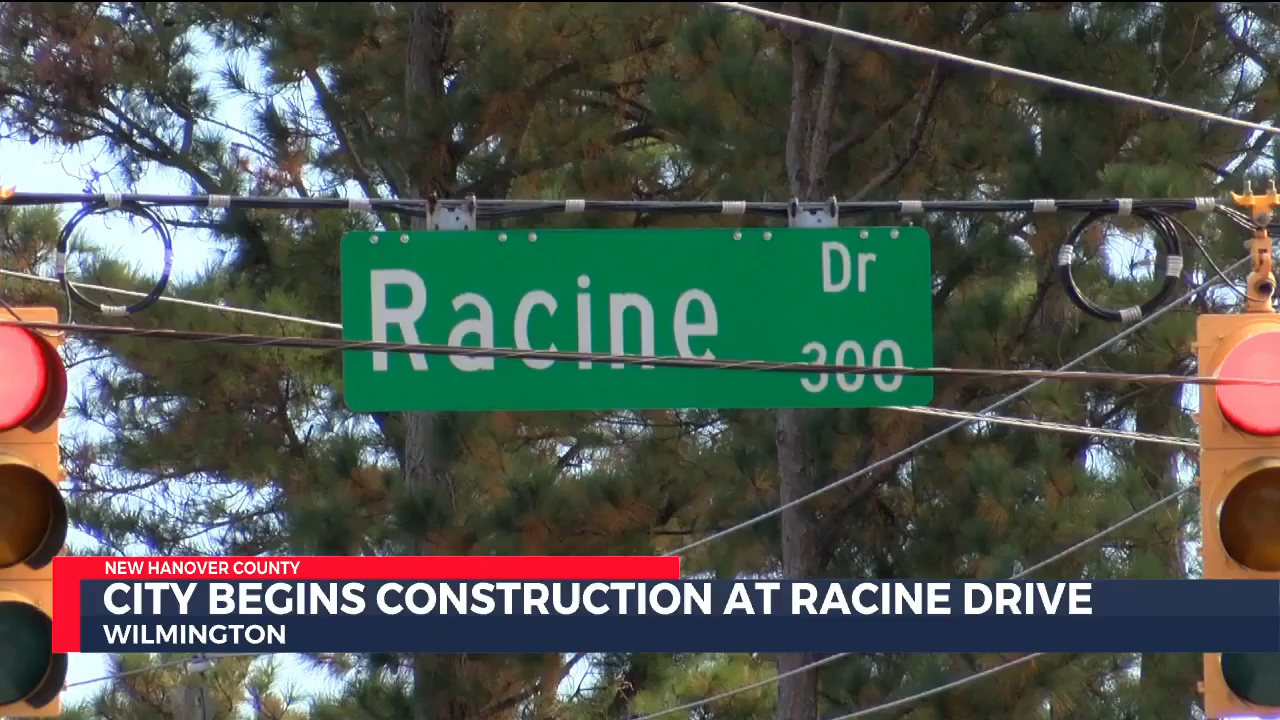 Racine Dr
300
NEW HANOVER COUNTY
CITY BEGINS CONSTRUCTION AT RACINE DRIVE
WILMINGTON